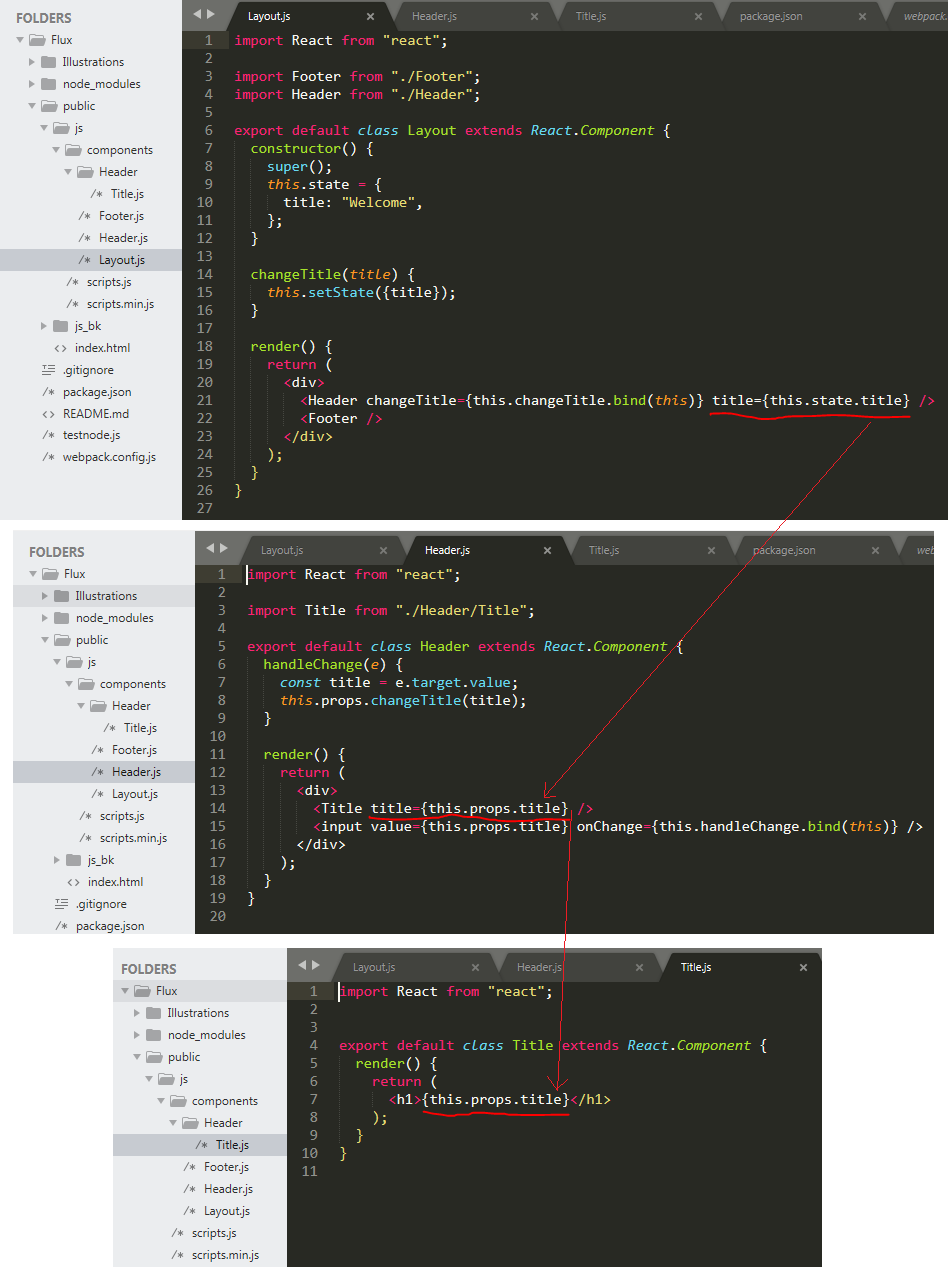 FOLDERS
Flux
Illustrations
node_modules
public
js
components
Header
/* Title.js
/* Footer.js
/* Header.js
/* Layout.js
/* scripts.js
/* scripts.min.js
js_bk
<> index.html
.gitignore
/* package.json
<> README.md
/* testnode.js
/* webpack.config.js
Layout.js × Header.js × Title.js × package.json × webpack.
1 import React from "react";
2
3 import Footer from "./Footer";
4 import Header from "./Header";
5
6 export default class Layout extends React.Component {
7 constructor() {
8 super();
9 this.state = {
10 title: "Welcome",
11 };
12 }
13
14 changeTitle(title) {
15 this.setState({title});
16 }
17
18 render() {
19 return (
20 <div>
21 <Header changeTitle={this.changeTitle.bind(this)} title={this.state.title} />
22 <Footer />
23 </div>
24 );
25 }
26 }
27
FOLDERS
Flux
Illustrations
node_modules
public
js
components
Header
/* Title.js
/* Footer.js
/* Header.js
/* Layout.js
/* scripts.js
/* scripts.min.js
js_bk
<> index.html
.gitignore
/* package.json
Layout.js × Header.js × Title.js × package.json × web
1 import React from "react";
2
3 import Title from "./Header/Title";
4
5 export default class Header extends React.Component {
6 handleChange(e) {
7 const title = e.target.value;
8 this.props.changeTitle(title);
9 }
10
11 render() {
12 return (
13 <div>
14 <Title title={this.props.title} />
15 <input value={this.props.title} onChange={this.handleChange.bind(this)} />
16 </div>
17 );
18 }
19 }
20
FOLDERS
Flux
Illustrations
node_modules
public
js
components
Header
/* Title.js
/* Footer.js
/* Header.js
/* Layout.js
/* scripts.js
/* scripts.min.js
Layout.js × Header.js × Title.js ×
1 import React from "react";
2
3
4 export default class Title extends React.Component {
5 render() {
6 return (
7 <h1>{this.props.title}</h1>
8 );
9 }
10 }
11